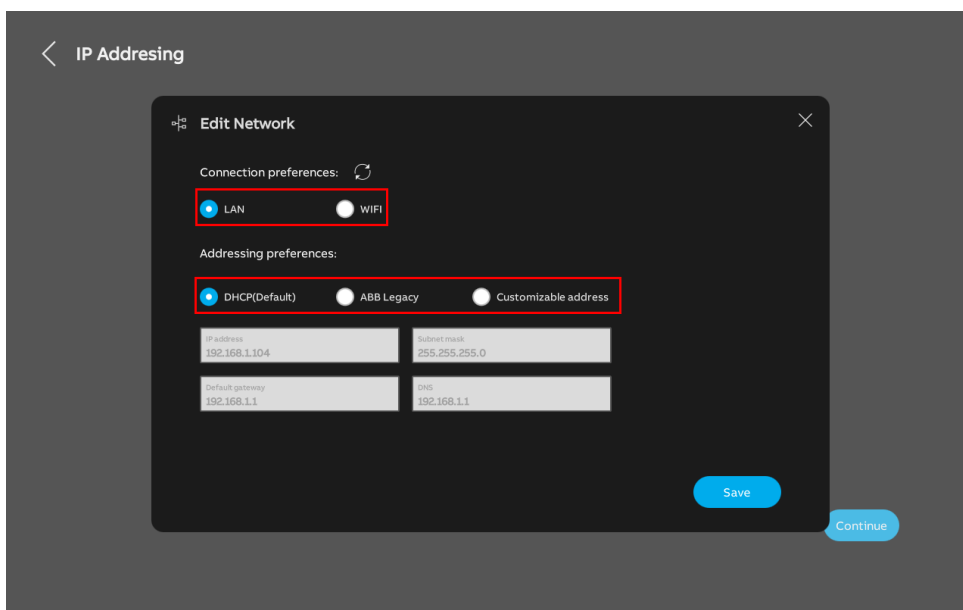 IP Addresing
Edit Network
Connection preferences:
LAN WIFI
Addressing preferences:
DHCP(Default) ABB Legacy Customizable address
IP address Subnet mask
192.168.1.104 255.255.255.0
Default gateway DNS
192.168.1.1 192.168.1.1
Save
Continue